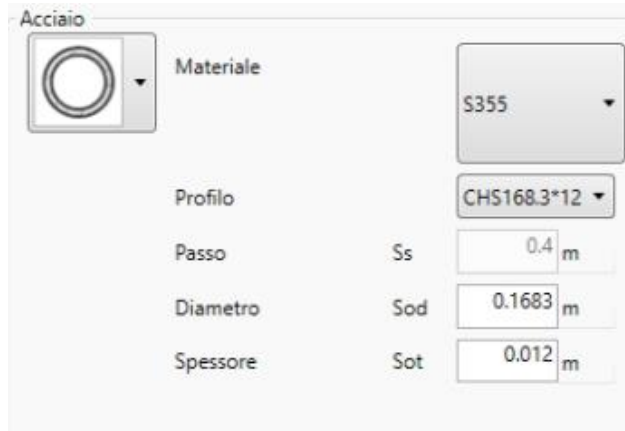 Acciaio
Materiale S355
Profilo CHS168.3*12
Passo Ss 0.4 m
Diametro Sod 0.1683 m
Spessore Sot 0.012 m